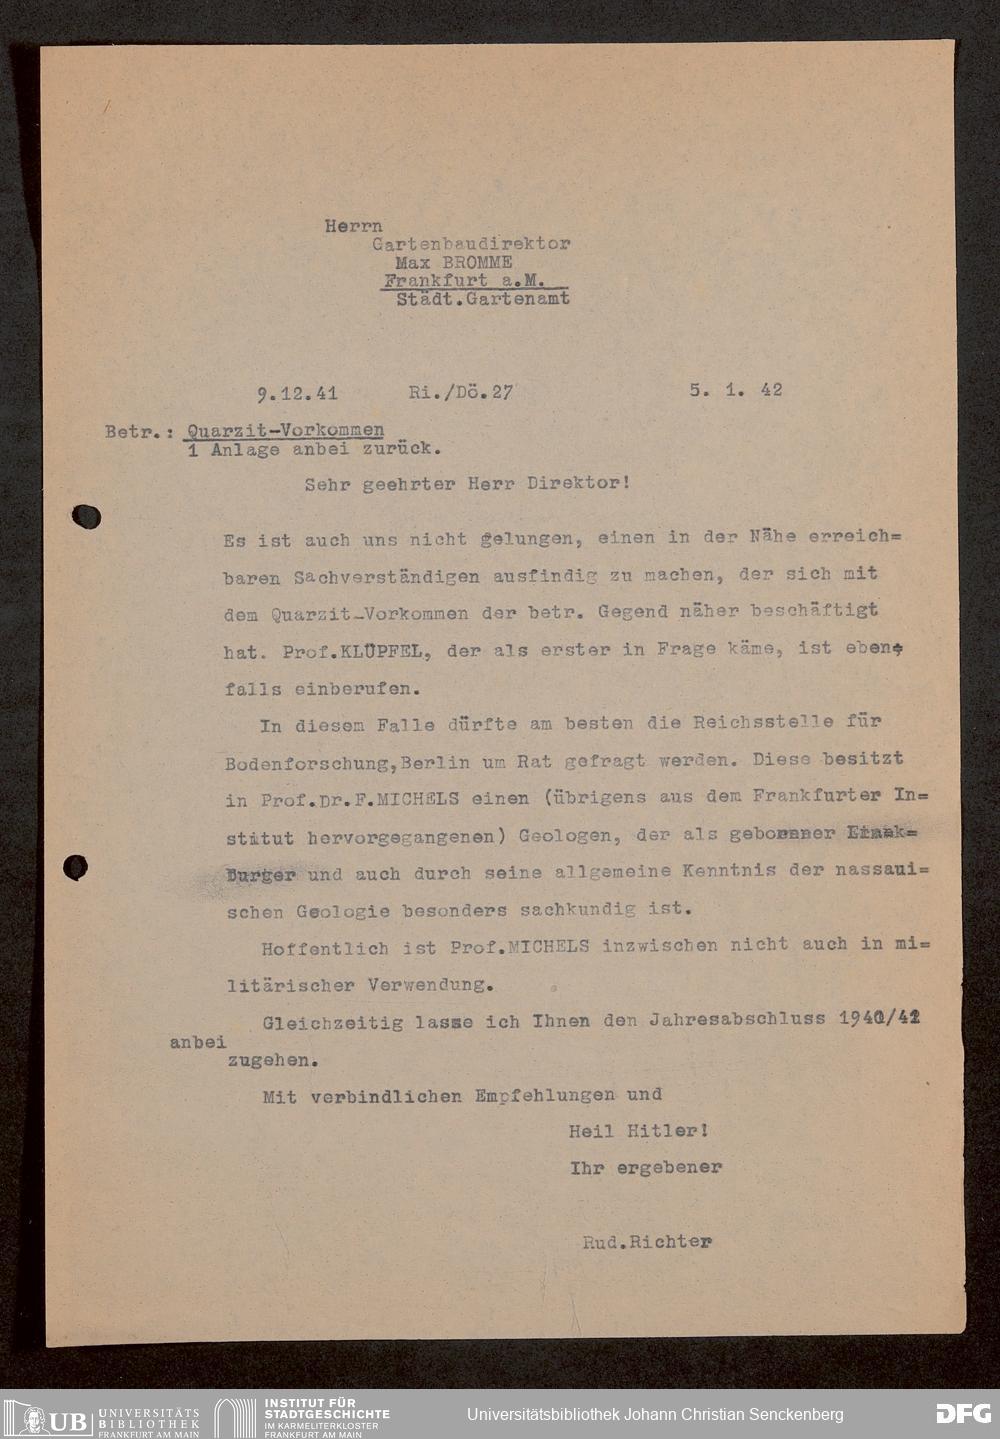 Herrn
Gartenbaudirektor
Max BROMME
Frankfurt a.M.
Städt.Gartenamt
9.12.41 Ri./Dö.27 5. 1. 42
Betr.: Quarzit-Vorkommen
1 Anlage anbei zurück.
Sehr geehrter Herr Direktor!
Es ist auch uns nicht gelungen, einen in der Nähe erreich=
baren Sachverständigen ausfindig zu machen, der sich mit
dem Quarzit-Vorkommen der betr. Gegend näher beschäftigt
hat. Prof.KLÜPFEL, der als erster in Frage käme, ist eben=
falls einberufen.
In diesem Falle dürfte am besten die Reichsstelle für
Bodenforschung,Berlin um Rat gefragt werden. Diese besitzt
in Prof.Dr.F.MICHELS einen (übrigens aus dem Frankfurter In=
stitut hervorgegangenen) Geologen, der als geborener
und auch durch seine allgemeine Kenntnis der nassaui=
schen Geologie besonders sachkundig ist.
Hoffentlich ist Prof.MICHELS inzwischen nicht auch in mi=
litärischer Verwendung.
Gleichzeitig lasse ich Ihnen den Jahresabschluss
anbei
zugehen.
Mit verbindlichen Empfehlungen und
Heil Hitler!
Ihr ergebener
Rud.Richter
UB UNIVERSITÄTS
BIBLIOTHEK
FRANKFURT AM MAIN
INSTITUT FÜR
STADTGESCHICHTE
IM KARMELITERKLOSTER
FRANKFURT AM MAIN
Universitätsbibliothek Johann Christian Senckenberg
DFG